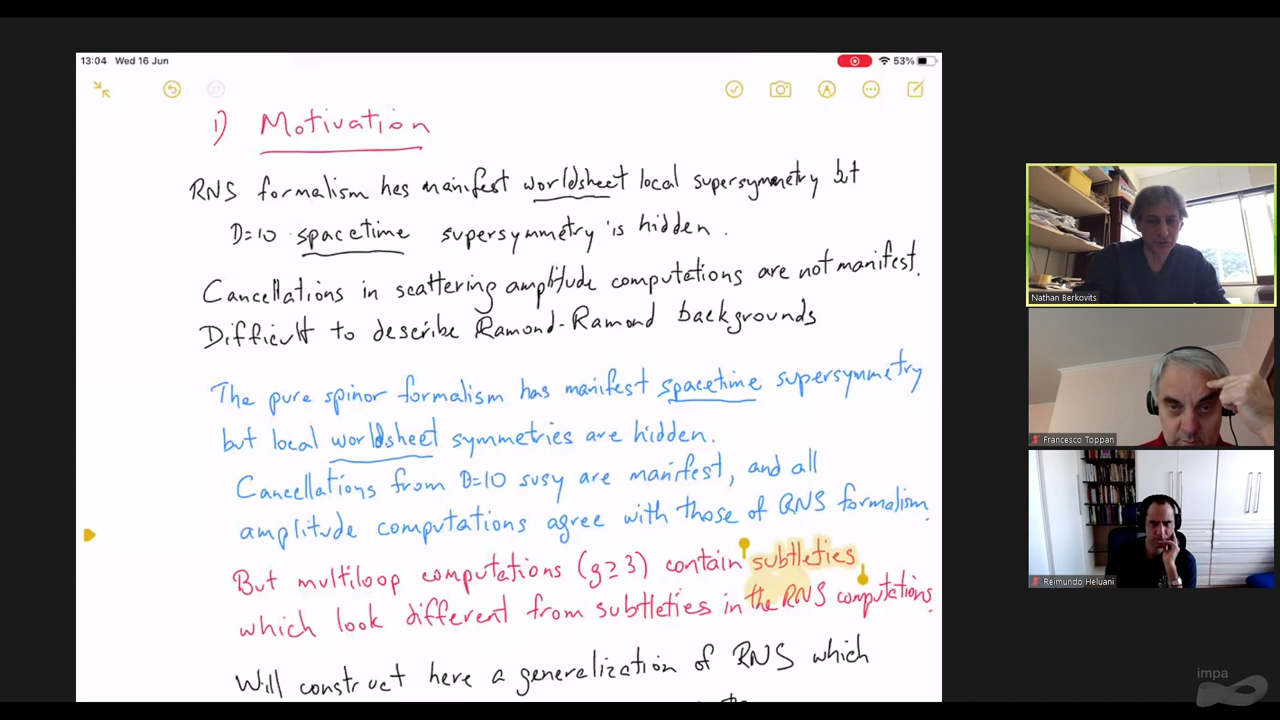 13:04 Wed 16 Jun
53%
1) Motivation
RNS formalism has manifest worldsheet local supersymmetry but
D=10 spacetime supersymmetry is hidden.
Cancellations in scattering amplitude computations are not manifest.
Difficult to describe Ramond-Ramond backgrounds
The pure spinor formalism has manifest spacetime supersymmetry
but local worldsheet symmetries are hidden.
Cancellations from D=10 susy are manifest, and all
amplitude computations agree with those of RNS formalism.
But multiloop computations (g≥3) contain subtleties
which look different from subtleties in the RNS computations.
Will construct here a generalization of RNS which
Nathan Berkovits
Francesco Toppan
Reimundo Heluani
impa